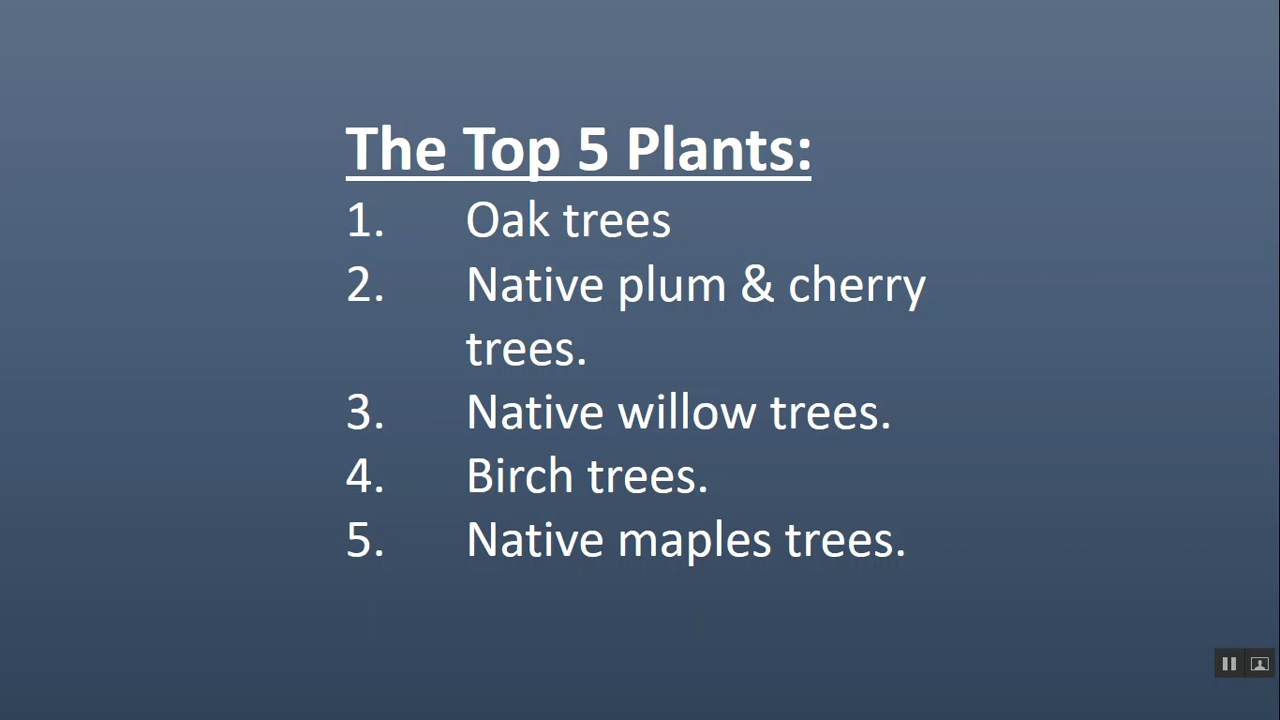 The Top 5 Plants:
1. Oak trees
2. Native plum & cherry
trees.
3. Native willow trees.
4. Birch trees.
5. Native maples trees.